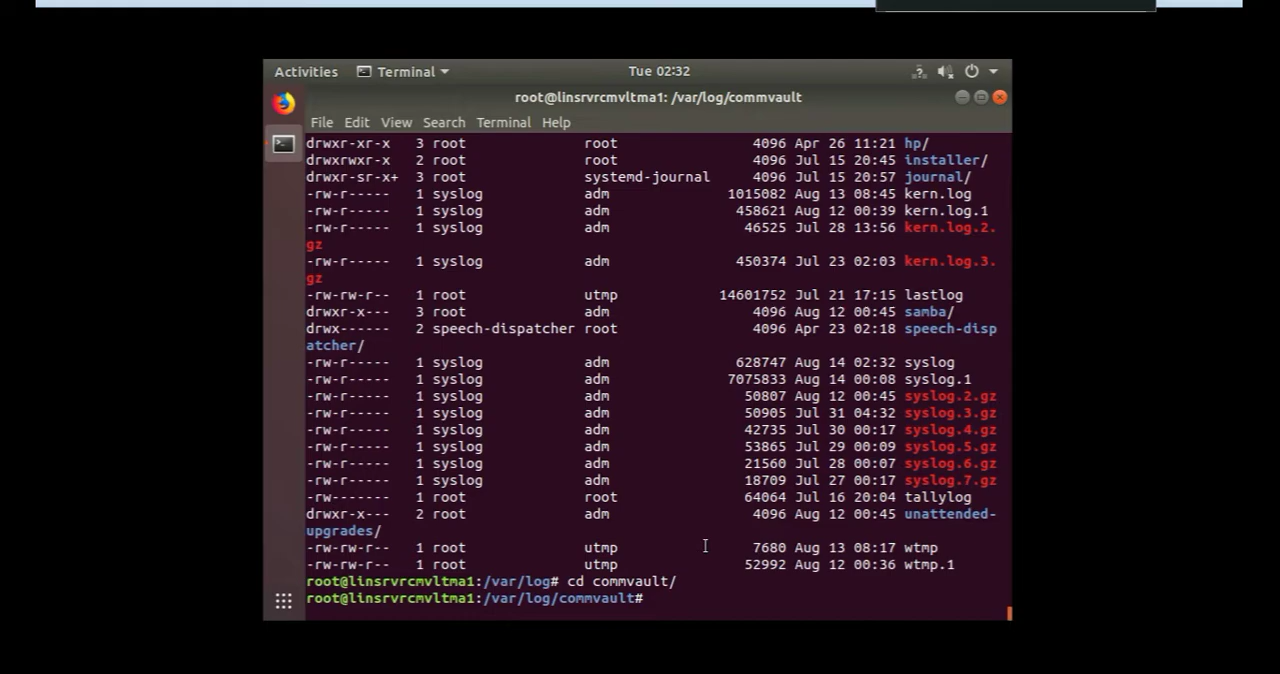 Activities Terminal Tue 02:32
root@linsrvrcmvltma1: /var/log/commvault
File Edit View Search Terminal Help
drwxr-xr-x 3 root root 4096 Apr 26 11:21 hp/
drwxrwxr-x 2 root root 4096 Jul 15 20:45 installer/
drwxr-sr-x+ 3 root systemd-journal 4096 Jul 15 20:57 journal/
-rw-r----- 1 syslog adm 1015082 Aug 13 08:45 kern.log
-rw-r----- 1 syslog adm 458621 Aug 12 00:39 kern.log.1
-rw-r----- 1 syslog adm 46525 Jul 28 13:56 kern.log.2.
gz
-rw-r----- 1 syslog adm 450374 Jul 23 02:03 kern.log.3.
gz
-rw-rw-r-- 1 root utmp 14601752 Jul 21 17:15 lastlog
drwxr-x--- 3 root adm 4096 Aug 12 00:45 samba/
drwx------ 2 speech-dispatcher root 4096 Apr 23 02:18 speech-disp
atcher/
-rw-r----- 1 syslog adm 628747 Aug 14 02:32 syslog
-rw-r----- 1 syslog adm 7075833 Aug 14 00:08 syslog.1
-rw-r----- 1 syslog adm 50807 Aug 12 00:45 syslog.2.gz
-rw-r----- 1 syslog adm 50905 Jul 31 04:32 syslog.3.gz
-rw-r----- 1 syslog adm 42735 Jul 30 00:17 syslog.4.gz
-rw-r----- 1 syslog adm 53865 Jul 29 00:09 syslog.5.gz
-rw-r----- 1 syslog adm 21560 Jul 28 00:07 syslog.6.gz
-rw-r----- 1 syslog adm 18709 Jul 27 00:17 syslog.7.gz
-rw------- 1 root root 64064 Jul 16 20:04 tallylog
drwxr-x--- 2 root adm 4096 Aug 12 00:45 unattended-
upgrades/
-rw-rw-r-- 1 root utmp 7680 Aug 13 08:17 wtmp
-rw-rw-r-- 1 root utmp 52992 Aug 12 00:36 wtmp.1
root@linsrvrcmvltma1:/var/log# cd commvault/
root@linsrvrcmvltma1:/var/log/commvault#